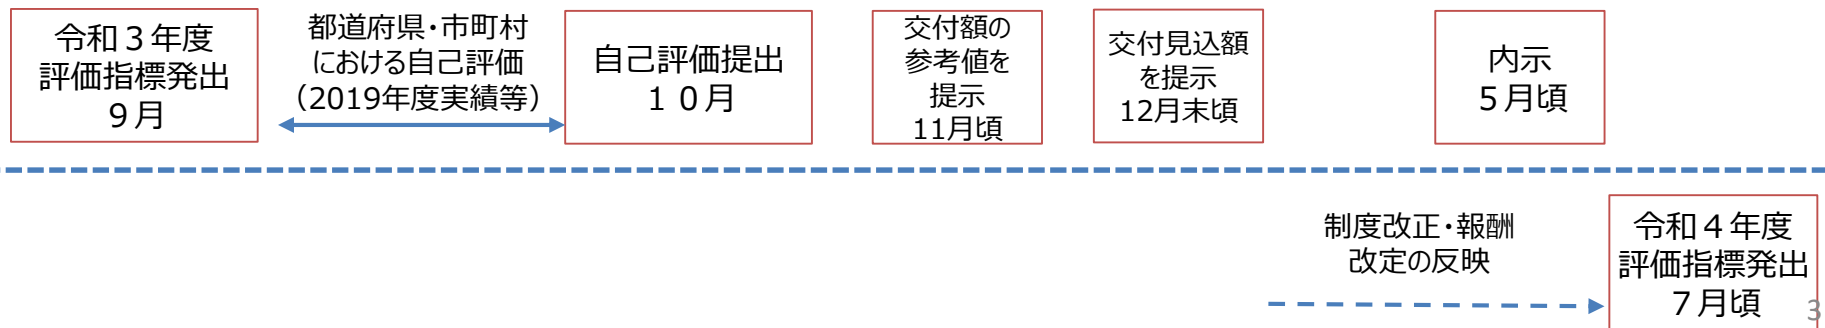 令和３年度
評価指標発出
９月
都道府県・市町村
における自己評価
（2019年度実績等）
自己評価提出
１０月
交付額の
参考値を
提示
11月頃
交付見込額
を提示
12月末頃
内示
５月頃
制度改正・報酬
改定の反映
令和４年度
評価指標発出
７月頃
3